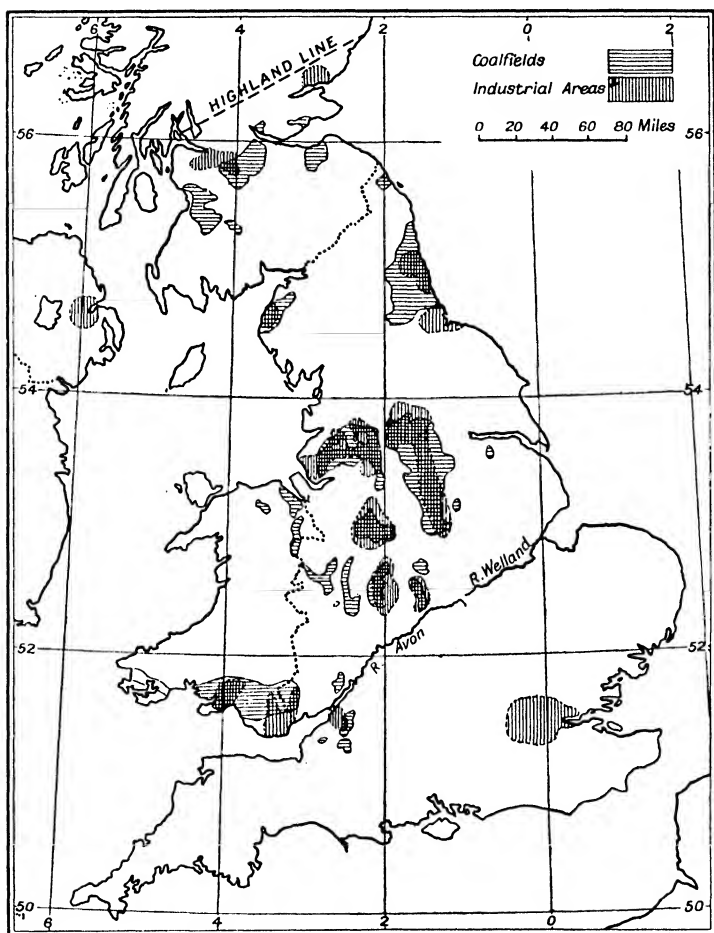 6 4 2 0 2
HIGHLAND LINE
Coalfields
Industrial Areas
0 20 40 60 80 Miles
56 56
54 54
R. Welland
R. Avon
52 52
50 50
6 4 2 0